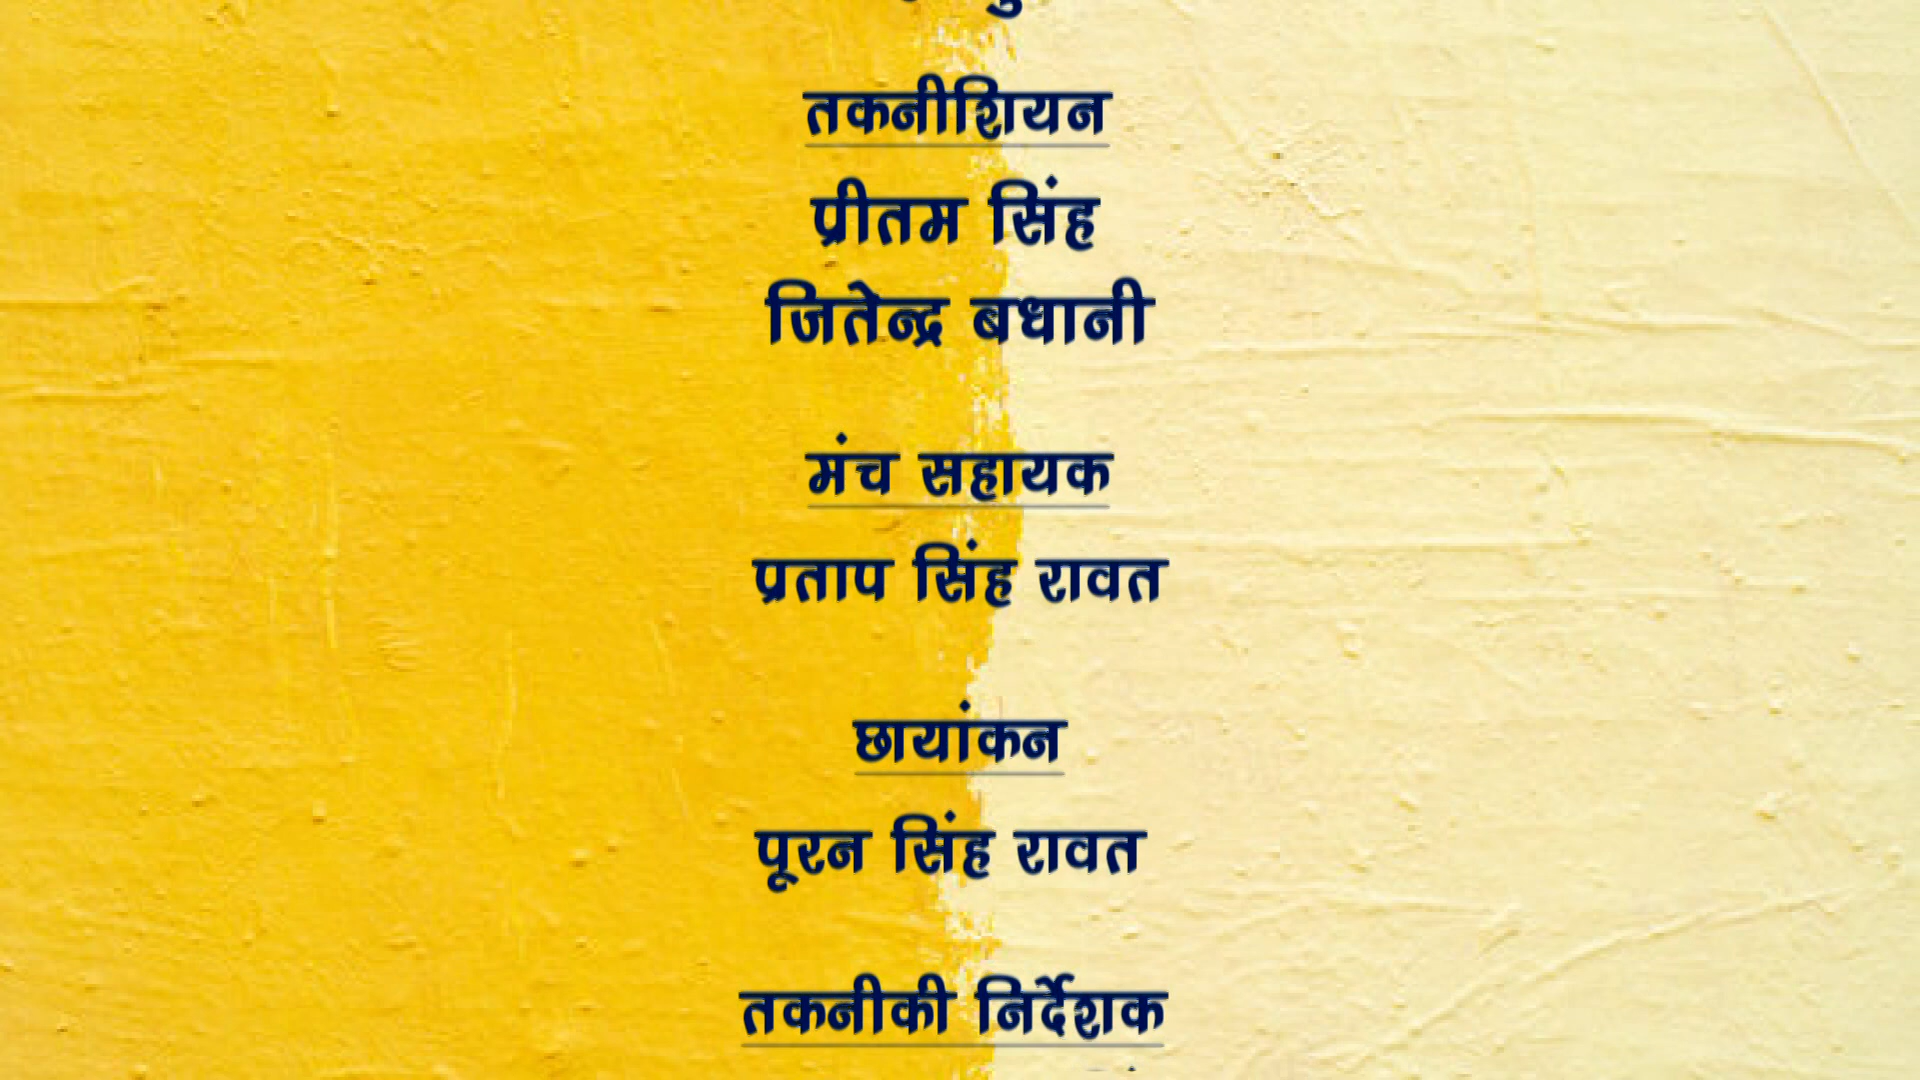 तकनीशियन
प्रीतम सिंह
जितेन्द्र बधानी
मंच सहायक
प्रताप सिंह रावत
छायांकन
पूरन सिंह रावत
तकनीकी निर्देशक